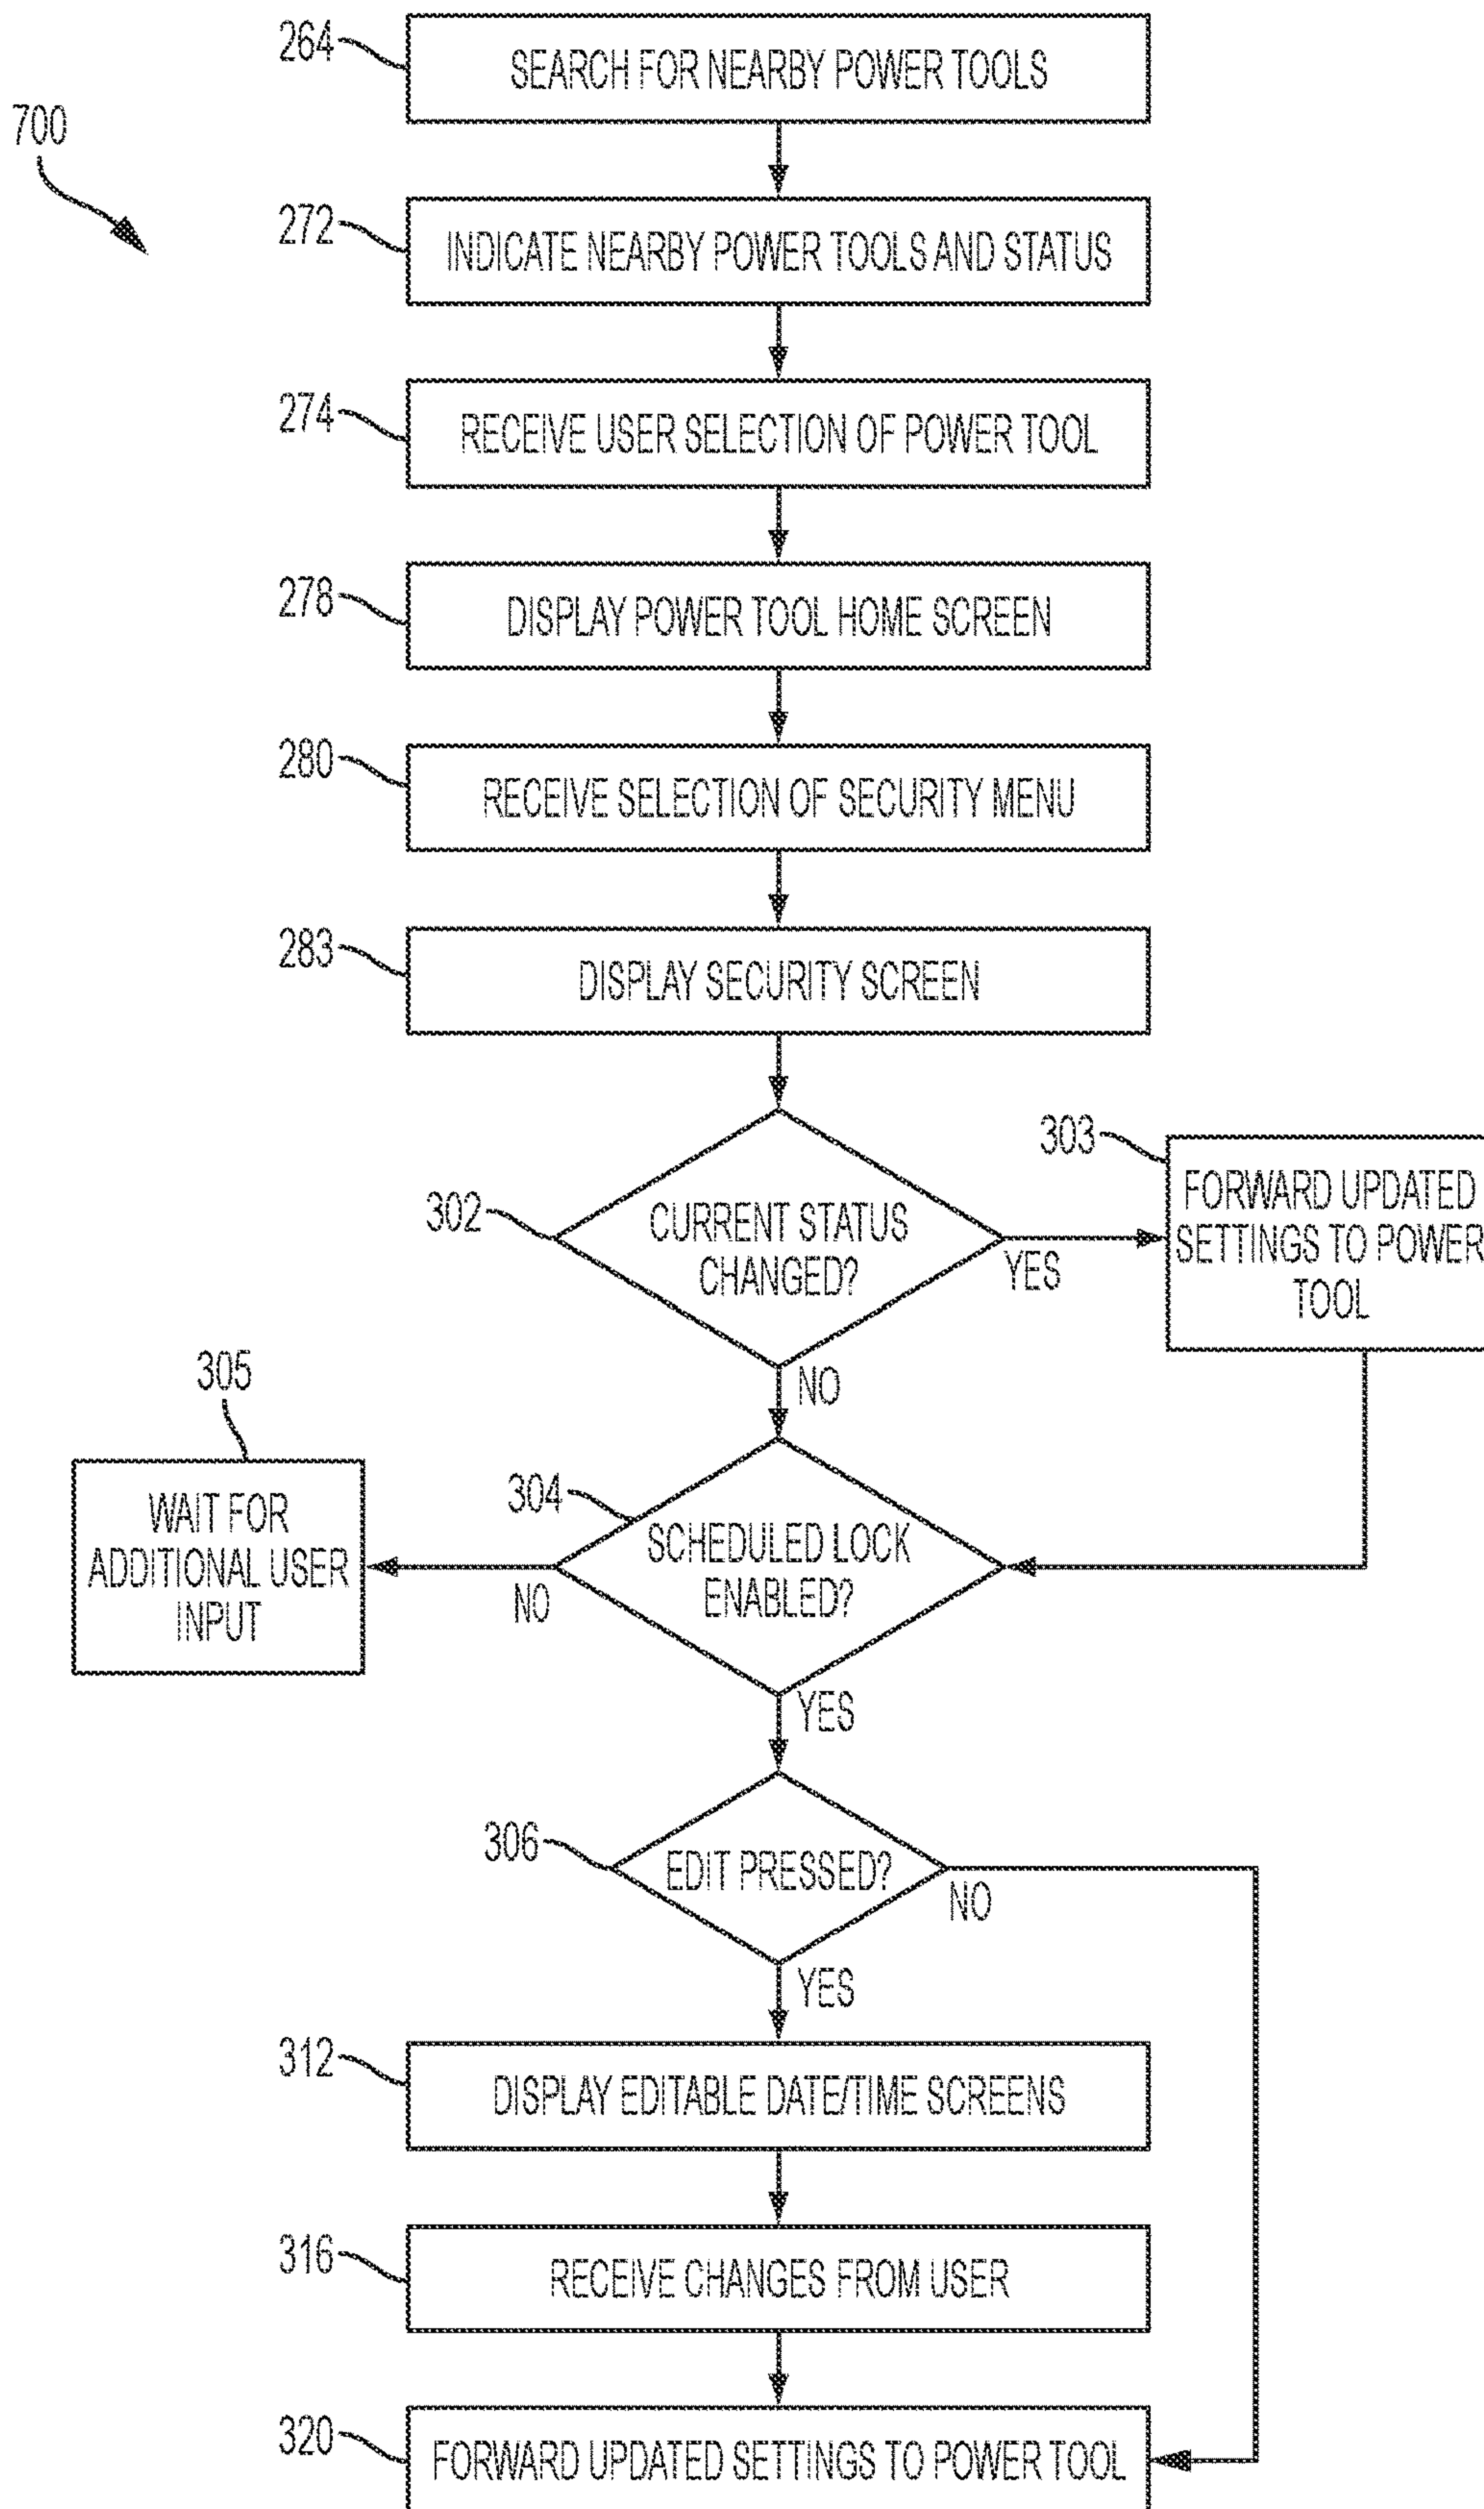 264
SEARCH FOR NEARBY POWER TOOLS
700
272
INDICATE NEARBY POWER TOOLS AND STATUS
274
RECEIVE USER SELECTION OF POWER TOOL
278
DISPLAY POWER TOOL HOME SCREEN
280
RECEIVE SELECTION OF SECURITY MENU
283
DISPLAY SECURITY SCREEN
302
CURRENT STATUS
CHANGED?
YES
NO
303
FORWARD UPDATED
SETTINGS TO POWER
TOOL
304
SCHEDULED LOCK
ENABLED?
NO
YES
305
WAIT FOR
ADDITIONAL USER
INPUT
306
EDIT PRESSED?
NO
YES
312
DISPLAY EDITABLE DATE/TIME SCREENS
316
RECEIVE CHANGES FROM USER
320
FORWARD UPDATED SETTINGS TO POWER TOOL